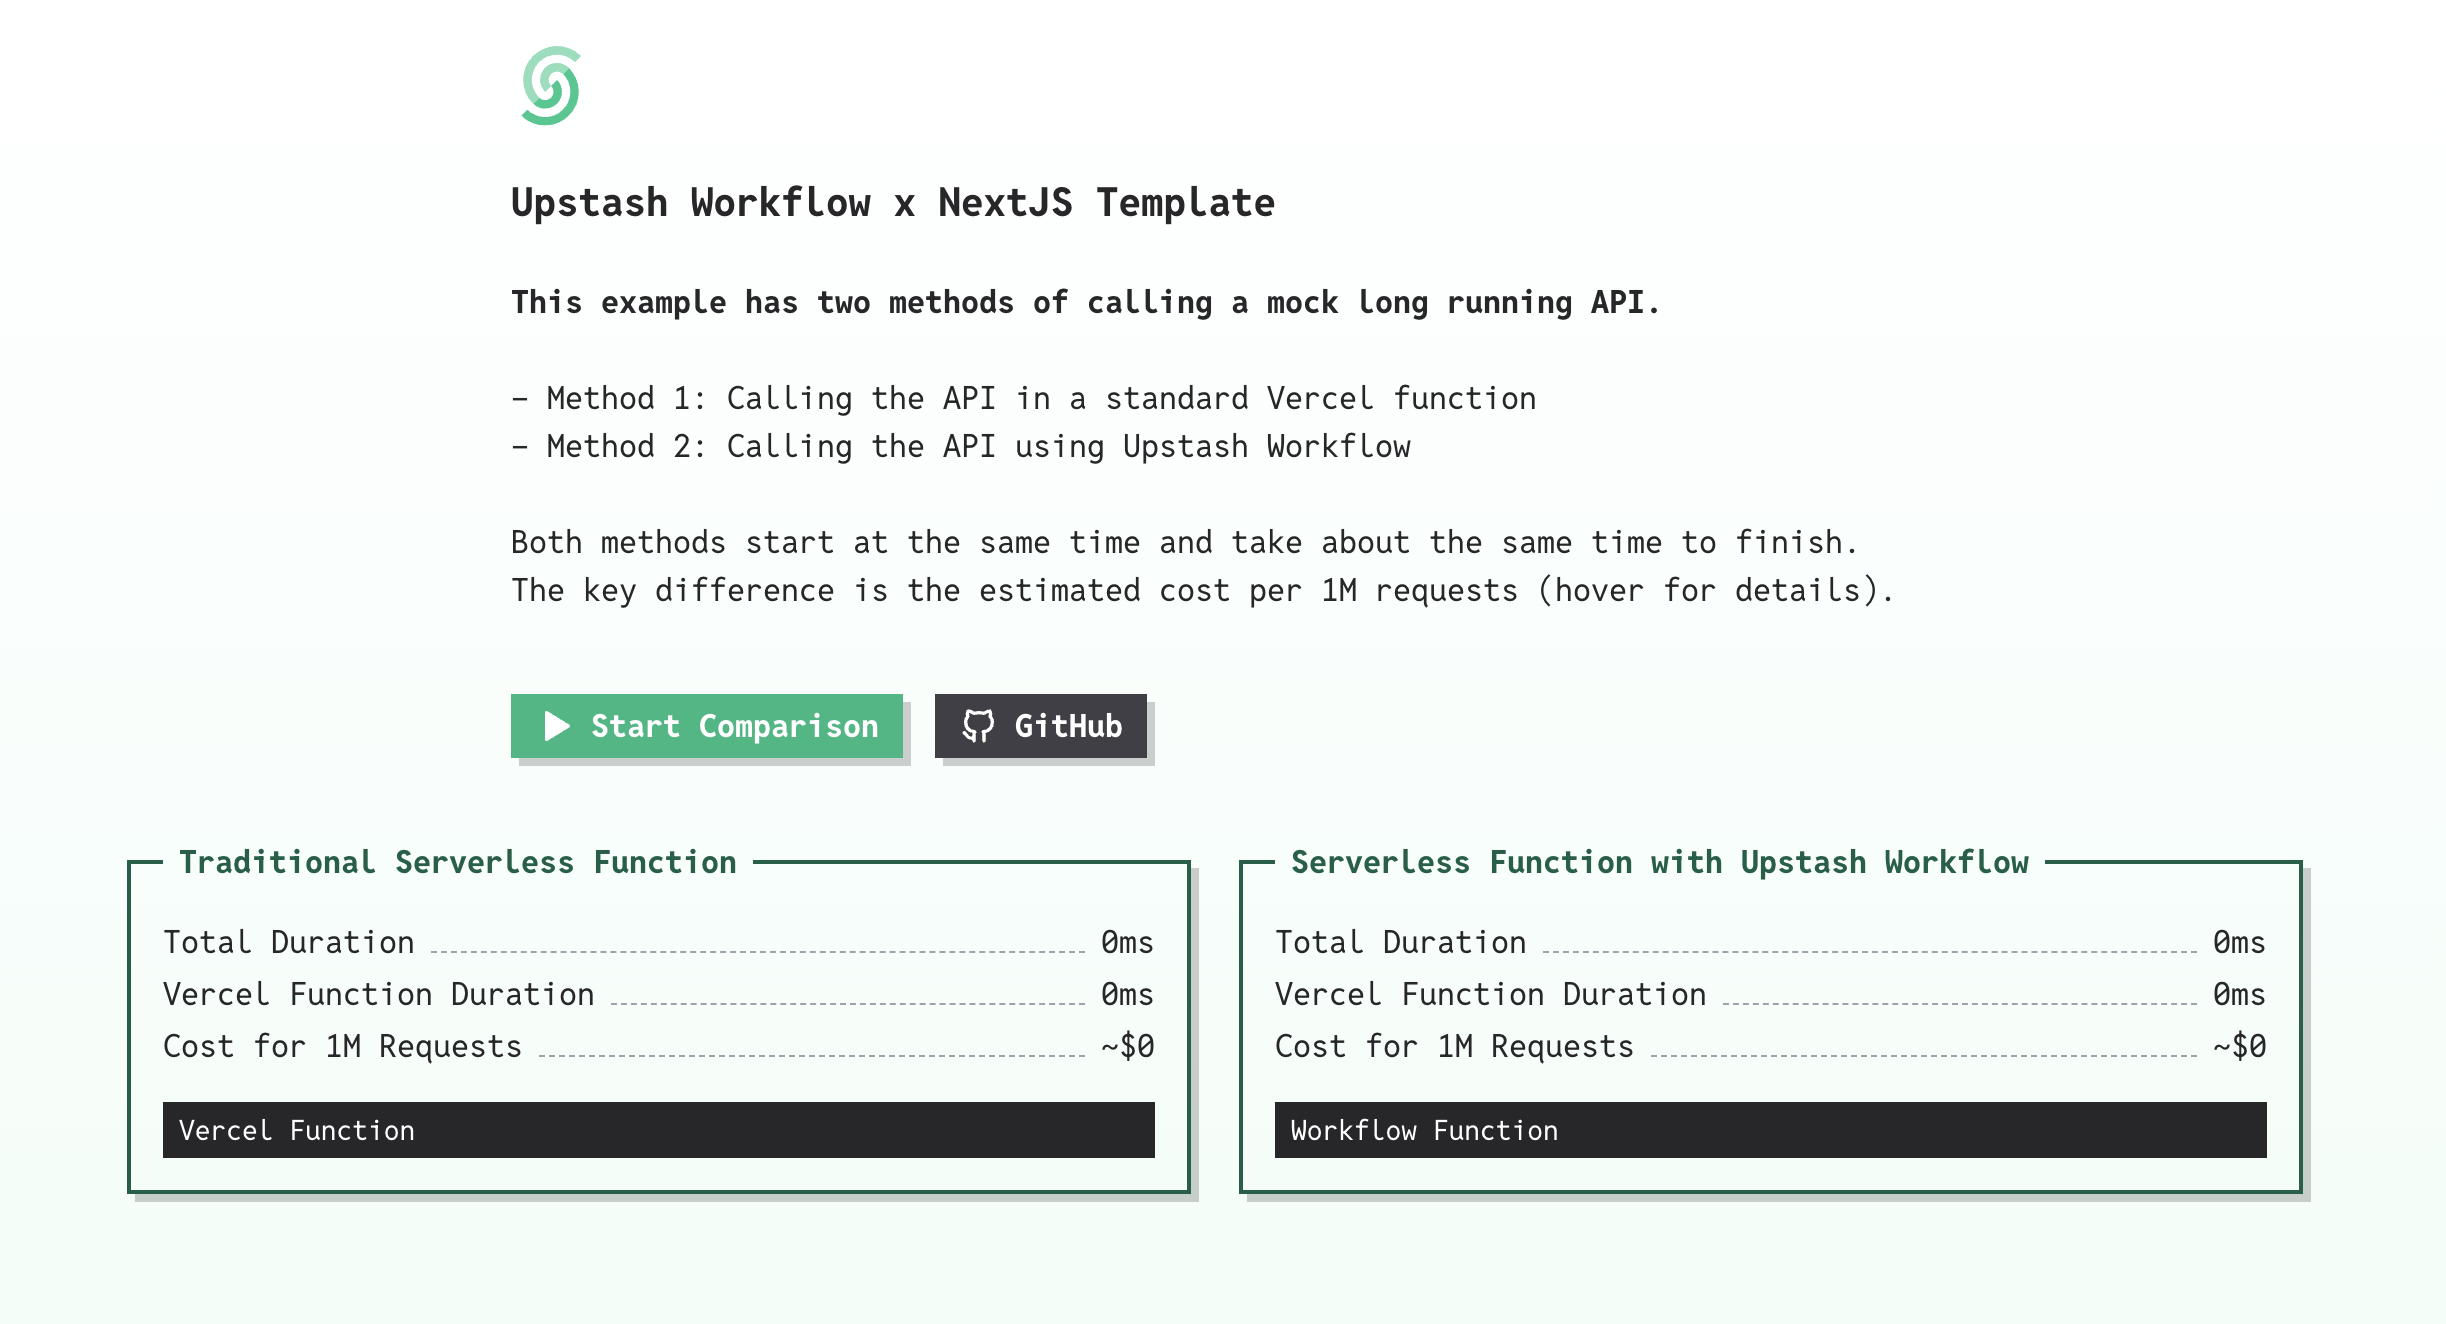 Upstash Workflow x NextJS Template
This example has two methods of calling a mock long running API.
- Method 1: Calling the API in a standard Vercel function
- Method 2: Calling the API using Upstash Workflow
Both methods start at the same time and take about the same time to finish.
The key difference is the estimated cost per 1M requests (hover for details).
Start Comparison
GitHub
Traditional Serverless Function
Total Duration 0ms
Vercel Function Duration 0ms
Cost for 1M Requests ~$0
Vercel Function
Serverless Function with Upstash Workflow
Total Duration 0ms
Vercel Function Duration 0ms
Cost for 1M Requests ~$0
Workflow Function